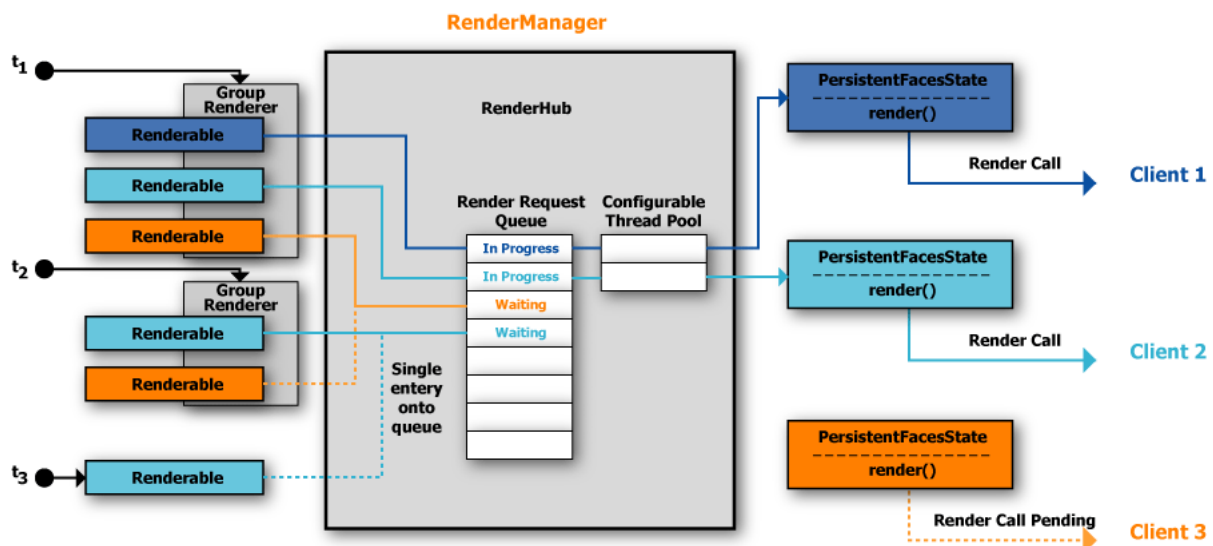 RenderManager
t1
Group
Renderer
Renderable
Renderable
Renderable
t2
Group
Renderer
Renderable
Renderable
t3
Renderable
RenderHub
Render Request
Queue
In Progress
In Progress
Waiting
Waiting
Configurable
Thread Pool
Single
entery
onto
queue
PersistentFacesState
render()
Render Call
Client 1
PersistentFacesState
render()
Render Call
Client 2
PersistentFacesState
render()
Render Call Pending
Client 3